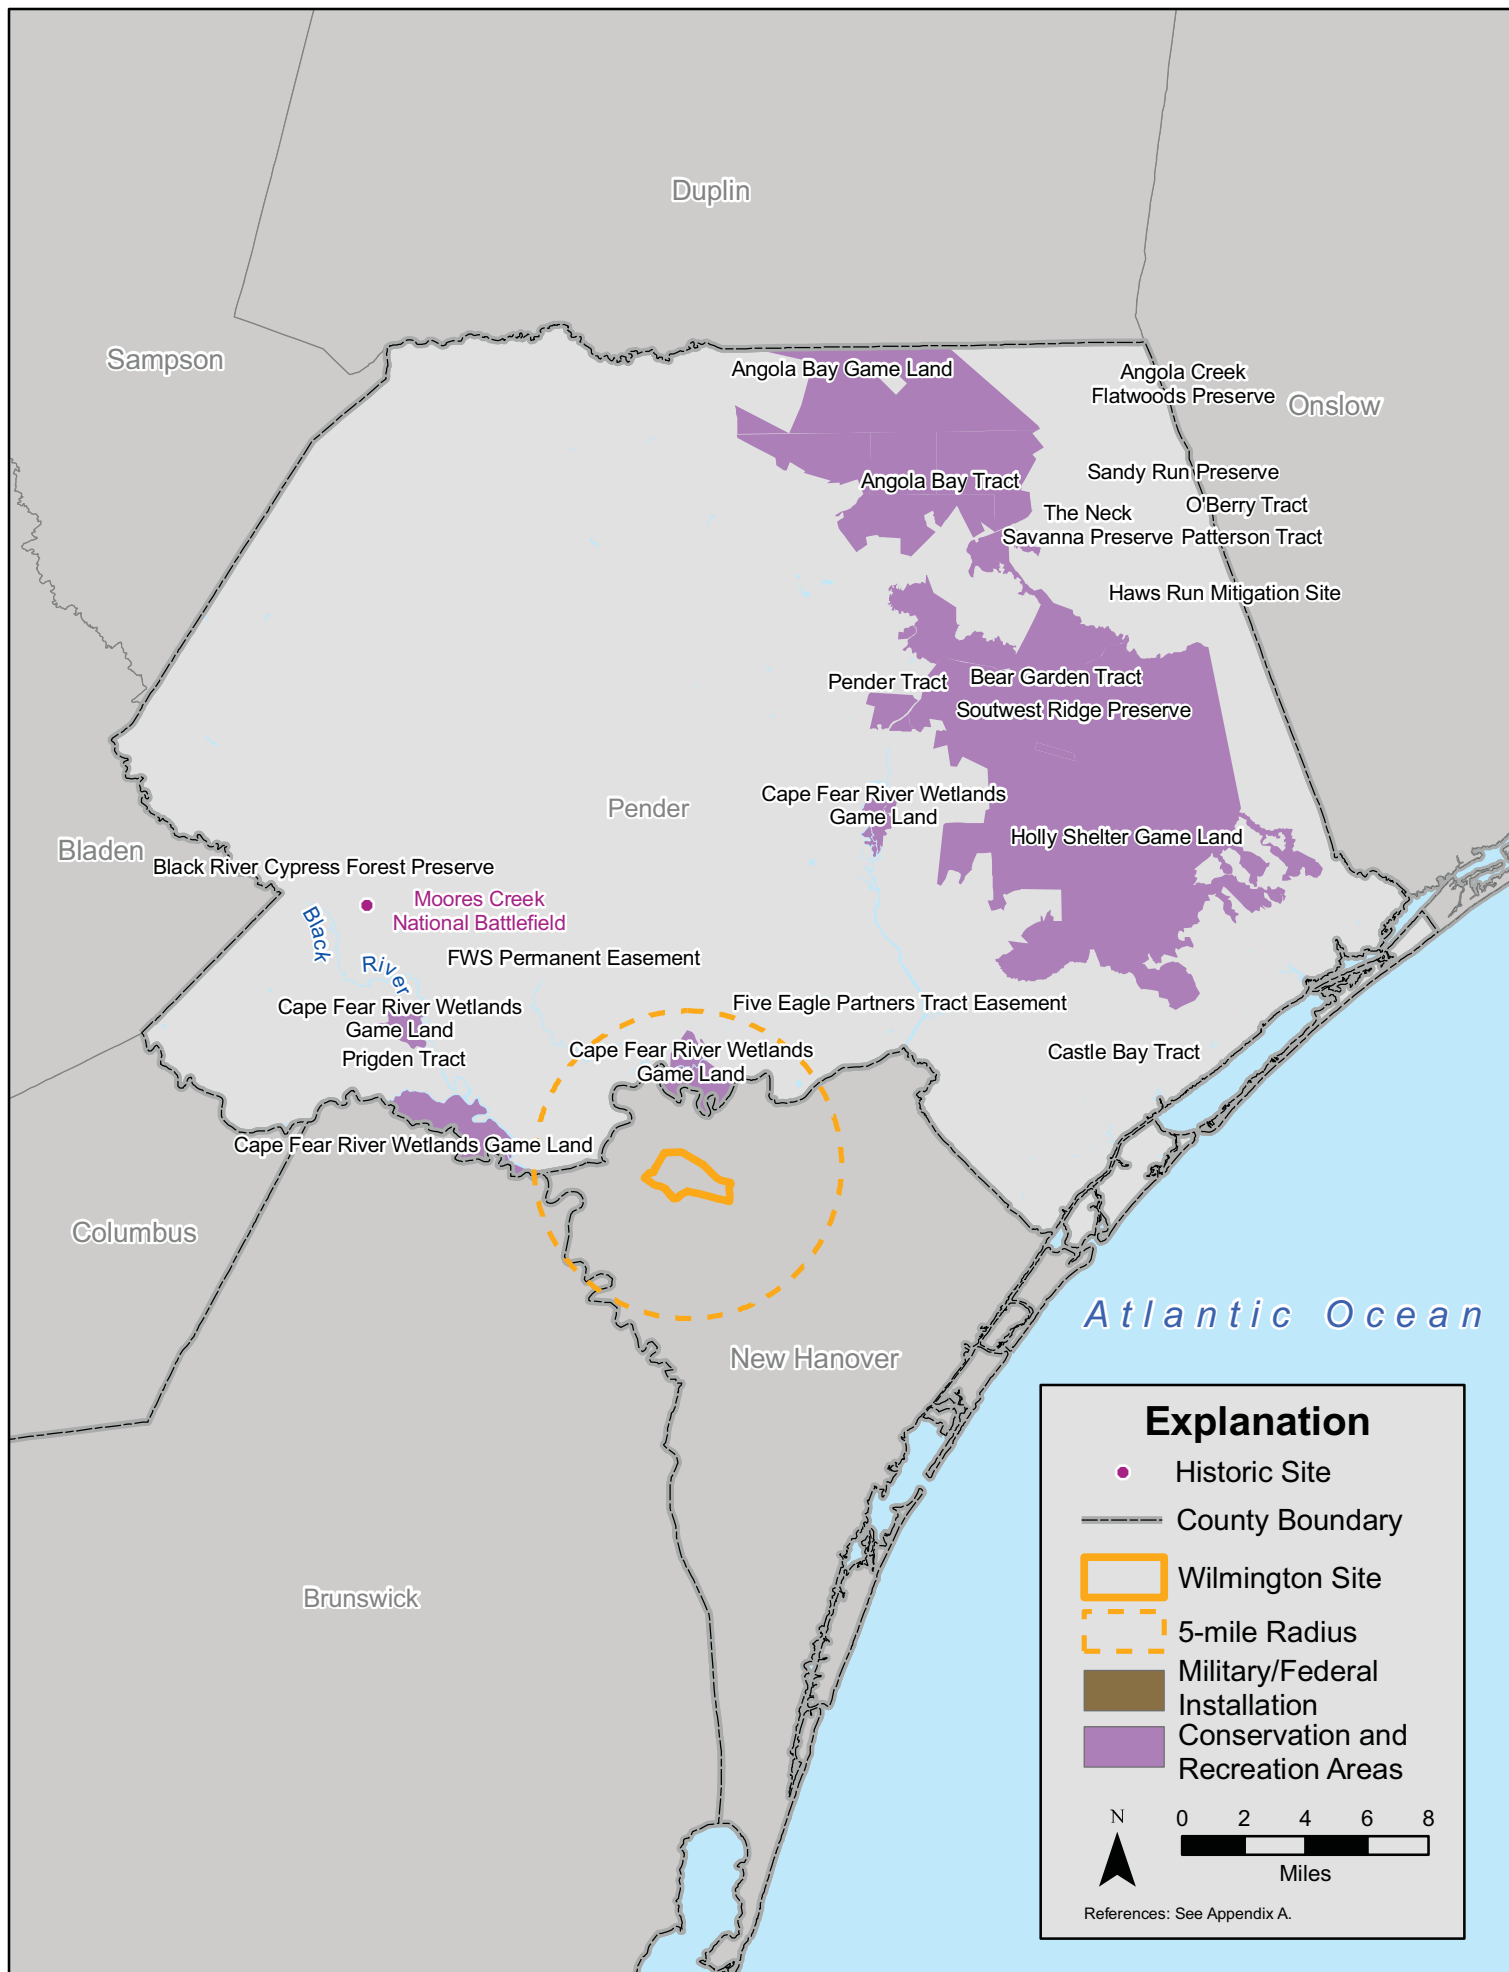 Duplin
Sampson
Angola Bay Game Land
Angola Creek
Flatwoods Preserve
Onslow
Sandy Run Preserve
Angola Bay Tract
O'Berry Tract
The Neck
Savanna Preserve
Patterson Tract
Haws Run Mitigation Site
Pender Tract
Bear Garden Tract
Soutwest Ridge Preserve
Cape Fear River Wetlands
Game Land
Pender
Holly Shelter Game Land
Bladen
Black River Cypress Forest Preserve
Moores Creek
National Battlefield
Black
River
FWS Permanent Easement
Five Eagle Partners Tract Easement
Cape Fear River Wetlands
Game Land
Prigden Tract
Cape Fear River Wetlands
Game Land
Castle Bay Tract
Cape Fear River Wetlands Game Land
Columbus
Atlantic Ocean
New Hanover
Brunswick
Explanation
Historic Site
County Boundary
Wilmington Site
5-mile Radius
Military/Federal
Installation
Conservation and
Recreation Areas
N
0 2 4 6 8
Miles
References: See Appendix A.